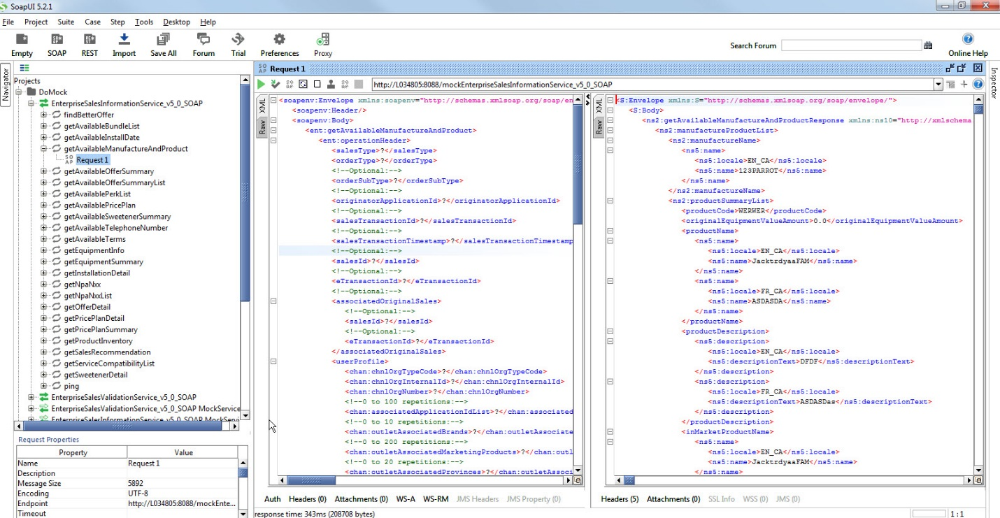 SoapUI 5.2.1
File Project Suite Case Step Tools Desktop Help
Empty SOAP REST Import Save All Forum Trial Preferences Proxy
Search Forum
Online Help
Navigator
Projects
DoMock
EnterpriseSalesInformationService_v5_0_SOAP
findBetterOffer
getAvailableBundleList
getAvailableInstallDate
getAvailableManufactureAndProduct
Request 1
getAvailableOfferSummary
getAvailableOfferSummaryList
getAvailablePerkList
getAvailablePricePlan
getAvailableSweetenerSummary
getAvailableTelephoneNumber
getAvailableTerms
getEquipmentInfo
getEquipmentSummary
getInstallationDetail
getNpaNxx
getNpaNxxList
getOfferDetail
getPricePlanDetail
getPricePlanSummary
getProductInventory
getSalesRecommendation
getServiceCompatibilityList
getSweetenerDetail
ping
EnterpriseSalesValidationService_v5_0_SOAP
EnterpriseSalesValidationService_v5_0_SOAP MockService
EnterpriseSalesInformationService_v5_0_SOAP MockServi
Request Properties
Property Value
Name Request 1
Description
Message Size 5892
Encoding UTF-8
Endpoint http://L034805:8088/mockEnte...
Timeout
Request 1
http://L034805:8088/mockEnterpriseSalesInformationService_v5_0_SOAP
XML
Raw
<soapenv:Envelope xmlns:soapenv="http://schemas.xmlsoap.org/soap/en
<soapenv:Header/>
<soapenv:Body>
<ent:getAvailableManufactureAndProduct>
<ent:operationHeader>
<salesType>?</salesType>
<orderType>?</orderType>
<!--Optional:-->
<orderSubType>?</orderSubType>
<!--Optional:-->
<originatorApplicationId>?</originatorApplicationId>
<!--Optional:-->
<salesTransactionId>?</salesTransactionId>
<!--Optional:-->
<salesTransactionTimestamp>?</salesTransactionTimestamp
<!--Optional:-->
<salesId>?</salesId>
<!--Optional:-->
<eTransactionId>?</eTransactionId>
<!--Optional:-->
<associatedOriginalSales>
<!--Optional:-->
<salesId>?</salesId>
<!--Optional:-->
<eTransactionId>?</eTransactionId>
</associatedOriginalSales>
<userProfile>
<chan:chnlOrgTypeCode>?</chan:chnlOrgTypeCode>
<chan:chnlOrgInternalId>?</chan:chnlOrgInternalId>
<chan:chnlOrgNumber>?</chan:chnlOrgNumber>
<!--0 to 100 repetitions:-->
<chan:associatedApplicationIdList>?</chan:associated
<!--0 to 10 repetitions:-->
<chan:outletAssociatedBrands>?</chan:outletAssociate
<!--0 to 200 repetitions:-->
<chan:outletAssociatedMarketingProducts>?</chan:outl
<!--0 to 20 repetitions:-->
<chan:outletAssociatedProvinces>?</chan:outletAssoci
Auth Headers (0) Attachments (0) WS-A WS-RM JMS Headers JMS Property (0)
response time: 343ms (208708 bytes)
XML
Raw
<S:Envelope xmlns:S="http://schemas.xmlsoap.org/soap/envelope/">
<S:Body>
<ns2:getAvailableManufactureAndProductResponse xmlns:ns10="http://xmlschema
<ns2:manufactureProductList>
<ns2:manufactureName>
<ns5:name>
<ns5:locale>EN_CA</ns5:locale>
<ns5:name>123PARROT</ns5:name>
</ns5:name>
</ns2:manufactureName>
<ns2:productSummaryList>
<productCode>WERWER</productCode>
<originalEquipmentValueAmount>0.0</originalEquipmentValueAmount>
<productName>
<ns5:name>
<ns5:locale>EN_CA</ns5:locale>
<ns5:name>JacktrdyaaFAM</ns5:name>
</ns5:name>
<ns5:name>
<ns5:locale>FR_CA</ns5:locale>
<ns5:name>ASDASDA</ns5:name>
</ns5:name>
</productName>
<productDescription>
<ns5:description>
<ns5:locale>EN_CA</ns5:locale>
<ns5:descriptionText>DFDF</ns5:descriptionText>
</ns5:description>
<ns5:description>
<ns5:locale>FR_CA</ns5:locale>
<ns5:descriptionText>ASDASDas</ns5:descriptionText>
</ns5:description>
</productDescription>
<inMarketProductName>
<ns5:name>
<ns5:locale>EN_CA</ns5:locale>
<ns5:name>JacktrdyaaFAM</ns5:name>
</ns5:name>
Headers (5) Attachments (0) SSL Info WSS (0) JMS (0)
1 : 1
Inspector